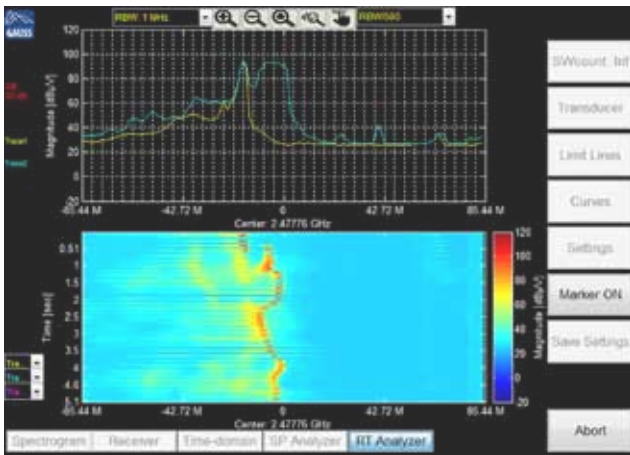 GAUSS
RBW: 1 MHz
120
100
80
60
40
20
0
-20
Magnitude [dBµV]
-85.44 M
-42.72 M
0
42.72 M
85.44 M
Center: 2.47776 GHz
0.51
1
1.5
2
2.5
3
3.5
4
4.6
5.1
Time [sec]
-85.44 M
-42.72 M
0
42.72 M
85.44 M
Center: 2.47776 GHz
120
100
80
60
40
20
0
-20
Magnitude [dBµV]
Tra
Tra
Tra
Transducer
Limit Lines
Curves
Settings
Marker ON
Save Settings
Abort
Spectrogram
Receiver
Time-domain
SP Analyzer
RT Analyzer